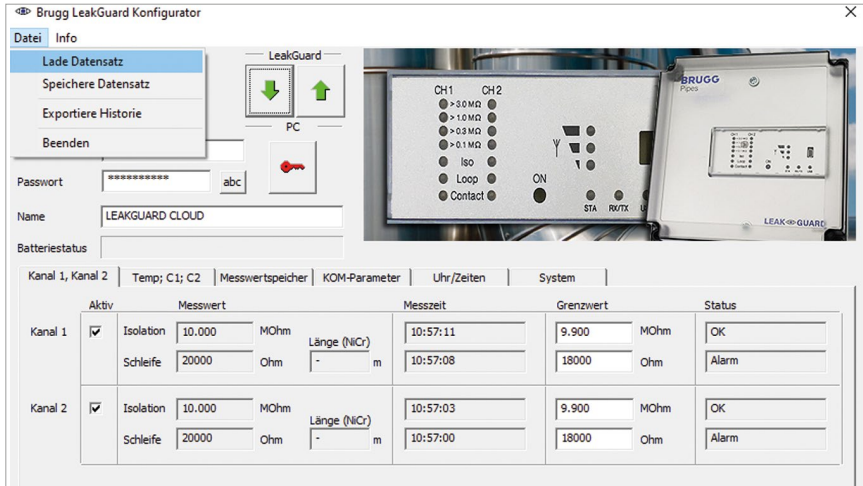 Brugg LeakGuard Konfigurator
Datei Info
Lade Datensatz
Speichere Datensatz
Exportiere Historie
Beenden
LeakGuard
PC
Passwort ********** abc
Name LEAKGUARD CLOUD
Batteriestatus
CH1 CH2
>3.0 MΩ
>1.0 MΩ
>0.3 MΩ
>0.1 MΩ
Iso
Loop ON
Contact
STA RX/TX
BRUGG
Pipes
LEAK GUARD
Kanal 1, Kanal 2 Temp; C1; C2 Messwertspeicher KOM-Parameter Uhr/Zeiten System
Aktiv Messwert Messzeit Grenzwert Status
Kanal 1 Isolation 10.000 MOhm 10:57:11 9.900 MOhm OK
Länge (NiCr)
Schleife 20000 Ohm - m 10:57:08 18000 Ohm Alarm
Kanal 2 Isolation 10.000 MOhm 10:57:03 9.900 MOhm OK
Länge (NiCr)
Schleife 20000 Ohm - m 10:57:00 18000 Ohm Alarm